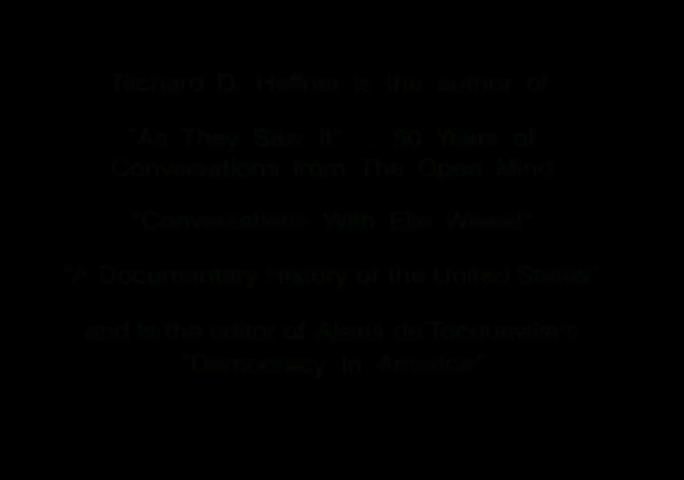 Richard D. Heffner is the author of
"As They Saw It" ... 50 Years of
Conversations from The Open Mind
"Conversations With Elie Wiesel"
"A Documentary History of the United States"
and is the editor of Alexis de Tocqueville's
"Democracy In America"